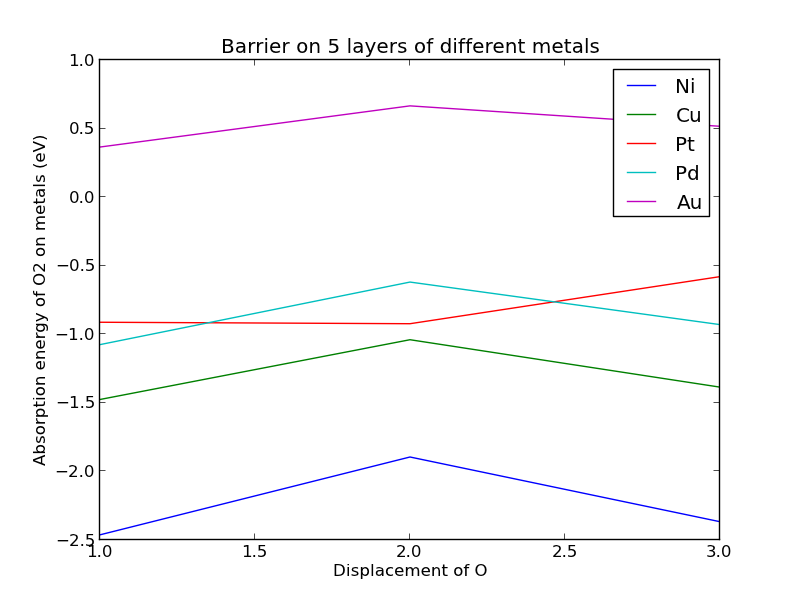 Barrier on 5 layers of different metals
Absorption energy of O2 on metals (eV)
1.0
0.5
0.0
−0.5
−1.0
−1.5
−2.0
−2.5
Ni
Cu
Pt
Pd
Au
1.0
1.5
2.0
2.5
3.0
Displacement of O